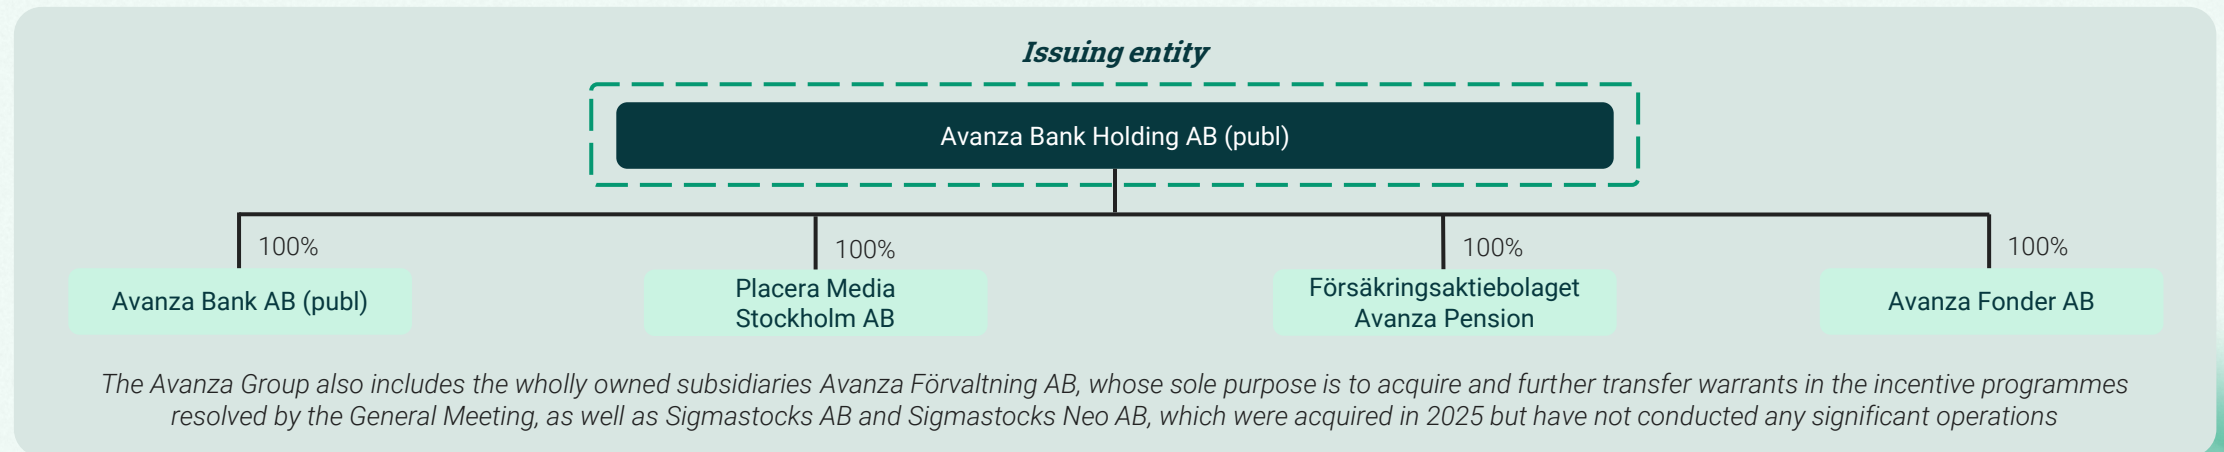 Issuing entity
Avanza Bank Holding AB (publ)
100%
100%
100%
100%
Avanza Bank AB (publ)
Placera Media
Stockholm AB
Försäkringsaktiebolaget
Avanza Pension
Avanza Fonder AB
The Avanza Group also includes the wholly owned subsidiaries Avanza Förvaltning AB, whose sole purpose is to acquire and further transfer warrants in the incentive programmes
resolved by the General Meeting, as well as Sigmastocks AB and Sigmastocks Neo AB, which were acquired in 2025 but have not conducted any significant operations